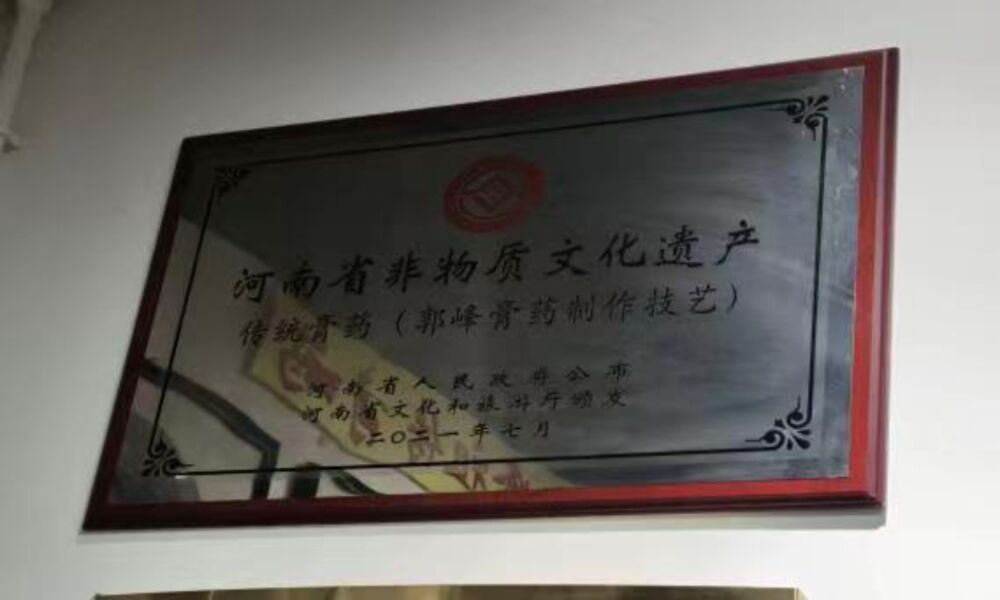 河南省非物质文化遗产
传统膏药（郭峰膏药制作技艺）
河南省人民政府公布
河南省文化和旅游厅颁发
二〇二一年七月